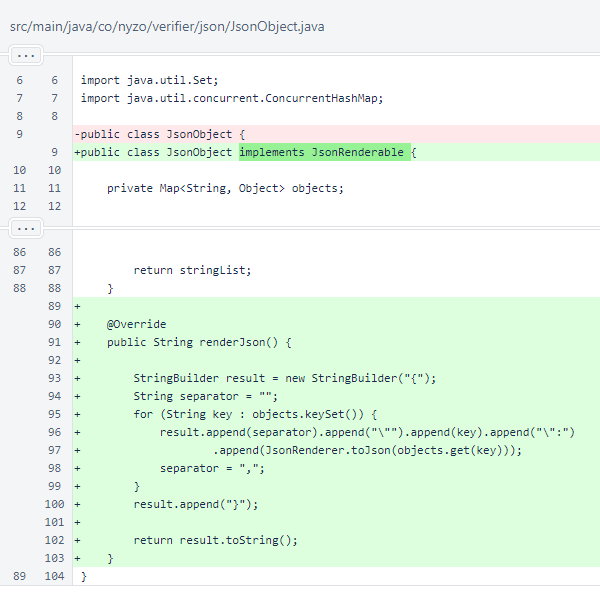 src/main/java/co/nyzo/verifier/json/JsonObject.java
...
6 6 import java.util.Set;
7 7 import java.util.concurrent.ConcurrentHashMap;
8 8
9 -public class JsonObject {
9 +public class JsonObject implements JsonRenderable {
10 10
11 11 private Map<String, Object> objects;
12 12
...
86 86
87 87 return stringList;
88 88 }
89 +
90 + @Override
91 + public String renderJson() {
92 +
93 + StringBuilder result = new StringBuilder("{");
94 + String separator = "";
95 + for (String key : objects.keySet()) {
96 + result.append(separator).append("\"").append(key).append("\":")
97 + .append(JsonRenderer.toJson(objects.get(key)));
98 + separator = ",";
99 + }
100 + result.append("}");
101 +
102 + return result.toString();
103 + }
89 104 }